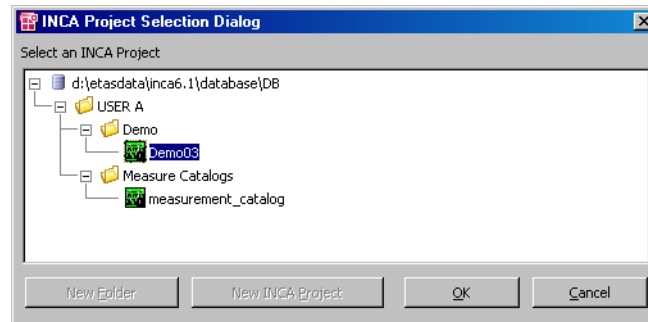 INCA Project Selection Dialog
Select an INCA Project
d:\etasdata\inca6.1\database\DB
USER A
Demo
Demo03
Measure Catalogs
measurement_catalog
New Folder New INCA Project OK Cancel